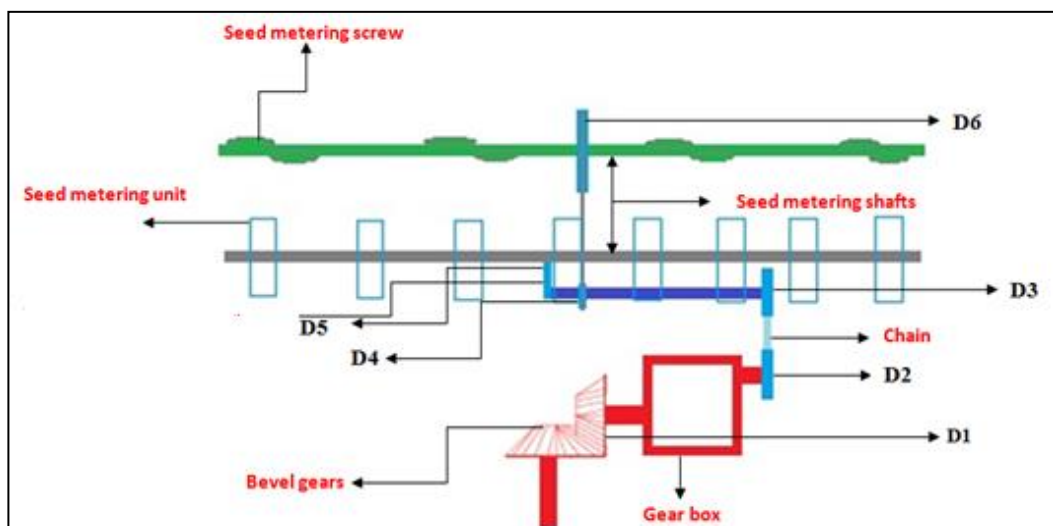 Seed metering screw
D6
Seed metering unit
Seed metering shafts
D3
D5
Chain
D4
D2
D1
Bevel gears
Gear box